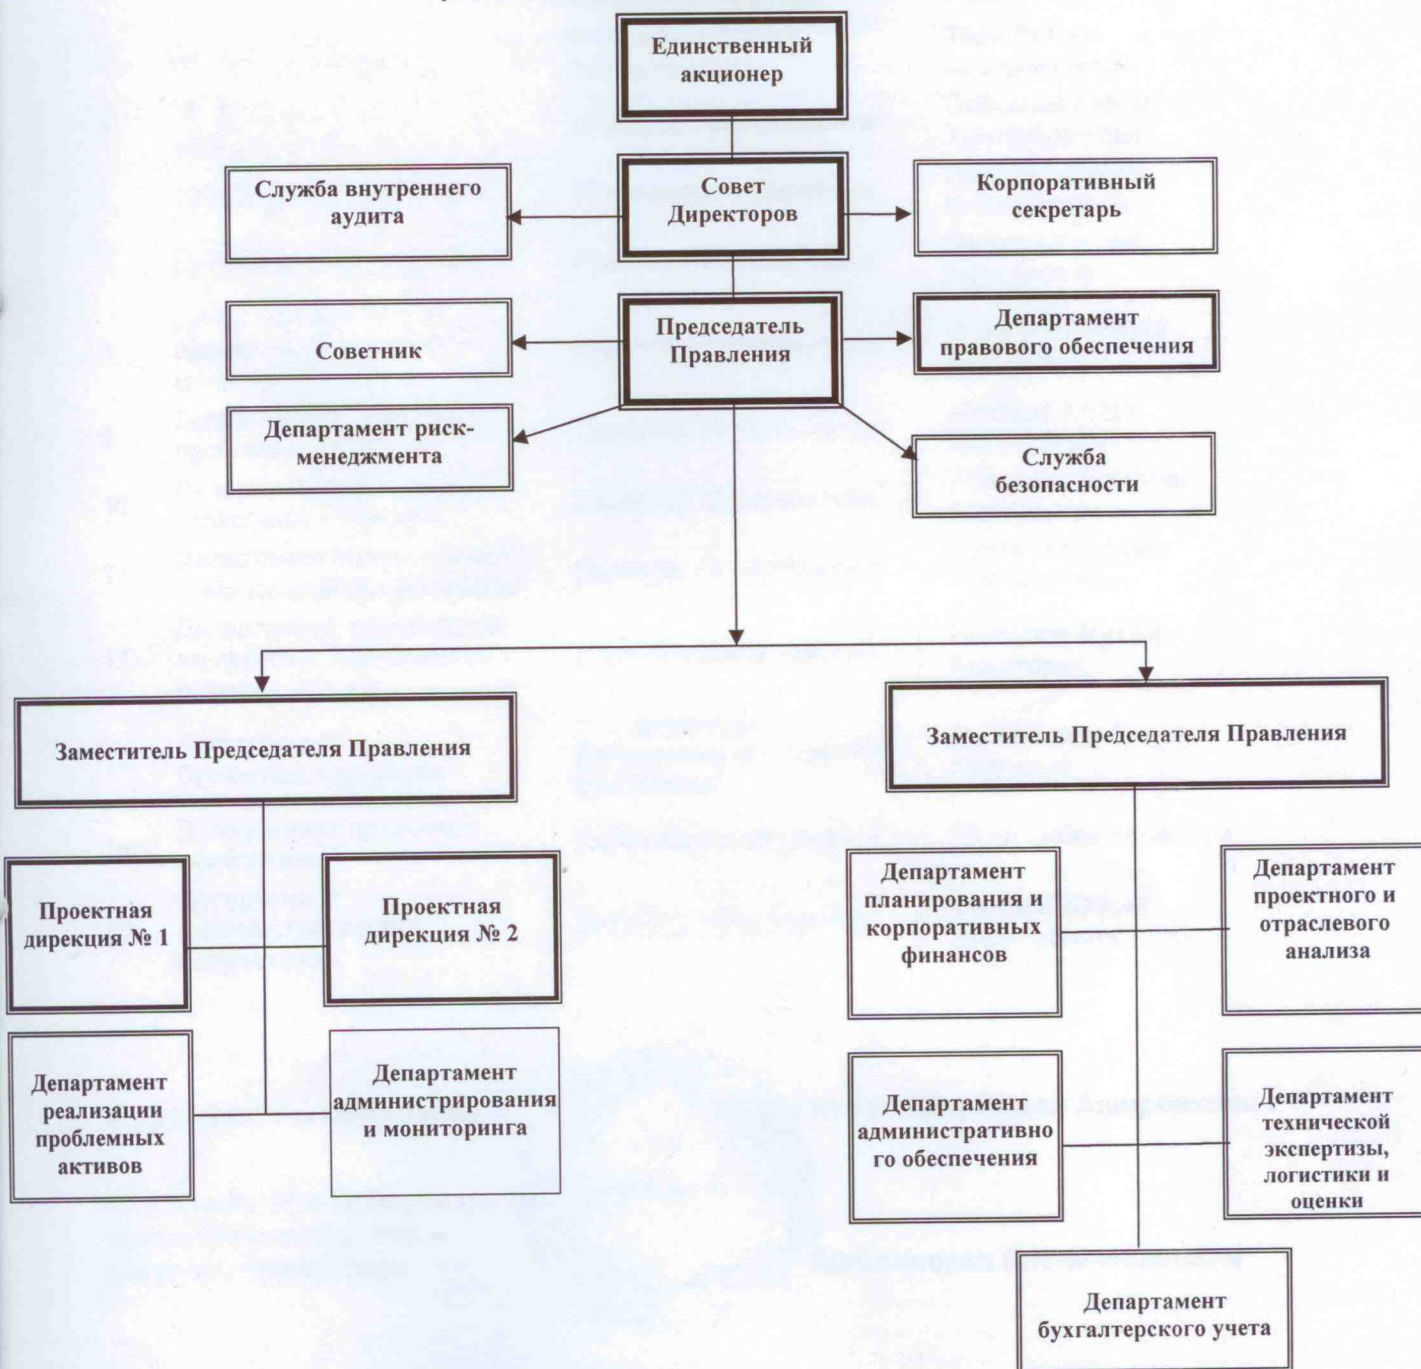 Единственный
акционер
Служба внутреннего
аудита
Совет
Директоров
Корпоративный
секретарь
Советник
Председатель
Правления
Департамент
правового обеспечения
Департамент риск-
менеджмента
Служба
безопасности
Заместитель Председателя Правления
Заместитель Председателя Правления
Проектная
дирекция № 1
Проектная
дирекция № 2
Департамент
реализации
проблемных
активов
Департамент
администрирования
и мониторинга
Департамент
планирования и
корпоративных
финансов
Департамент
проектного и
отраслевого
анализа
Департамент
административно
го обеспечения
Департамент
технической
экспертизы,
логистики и
оценки
Департамент
бухгалтерского учета